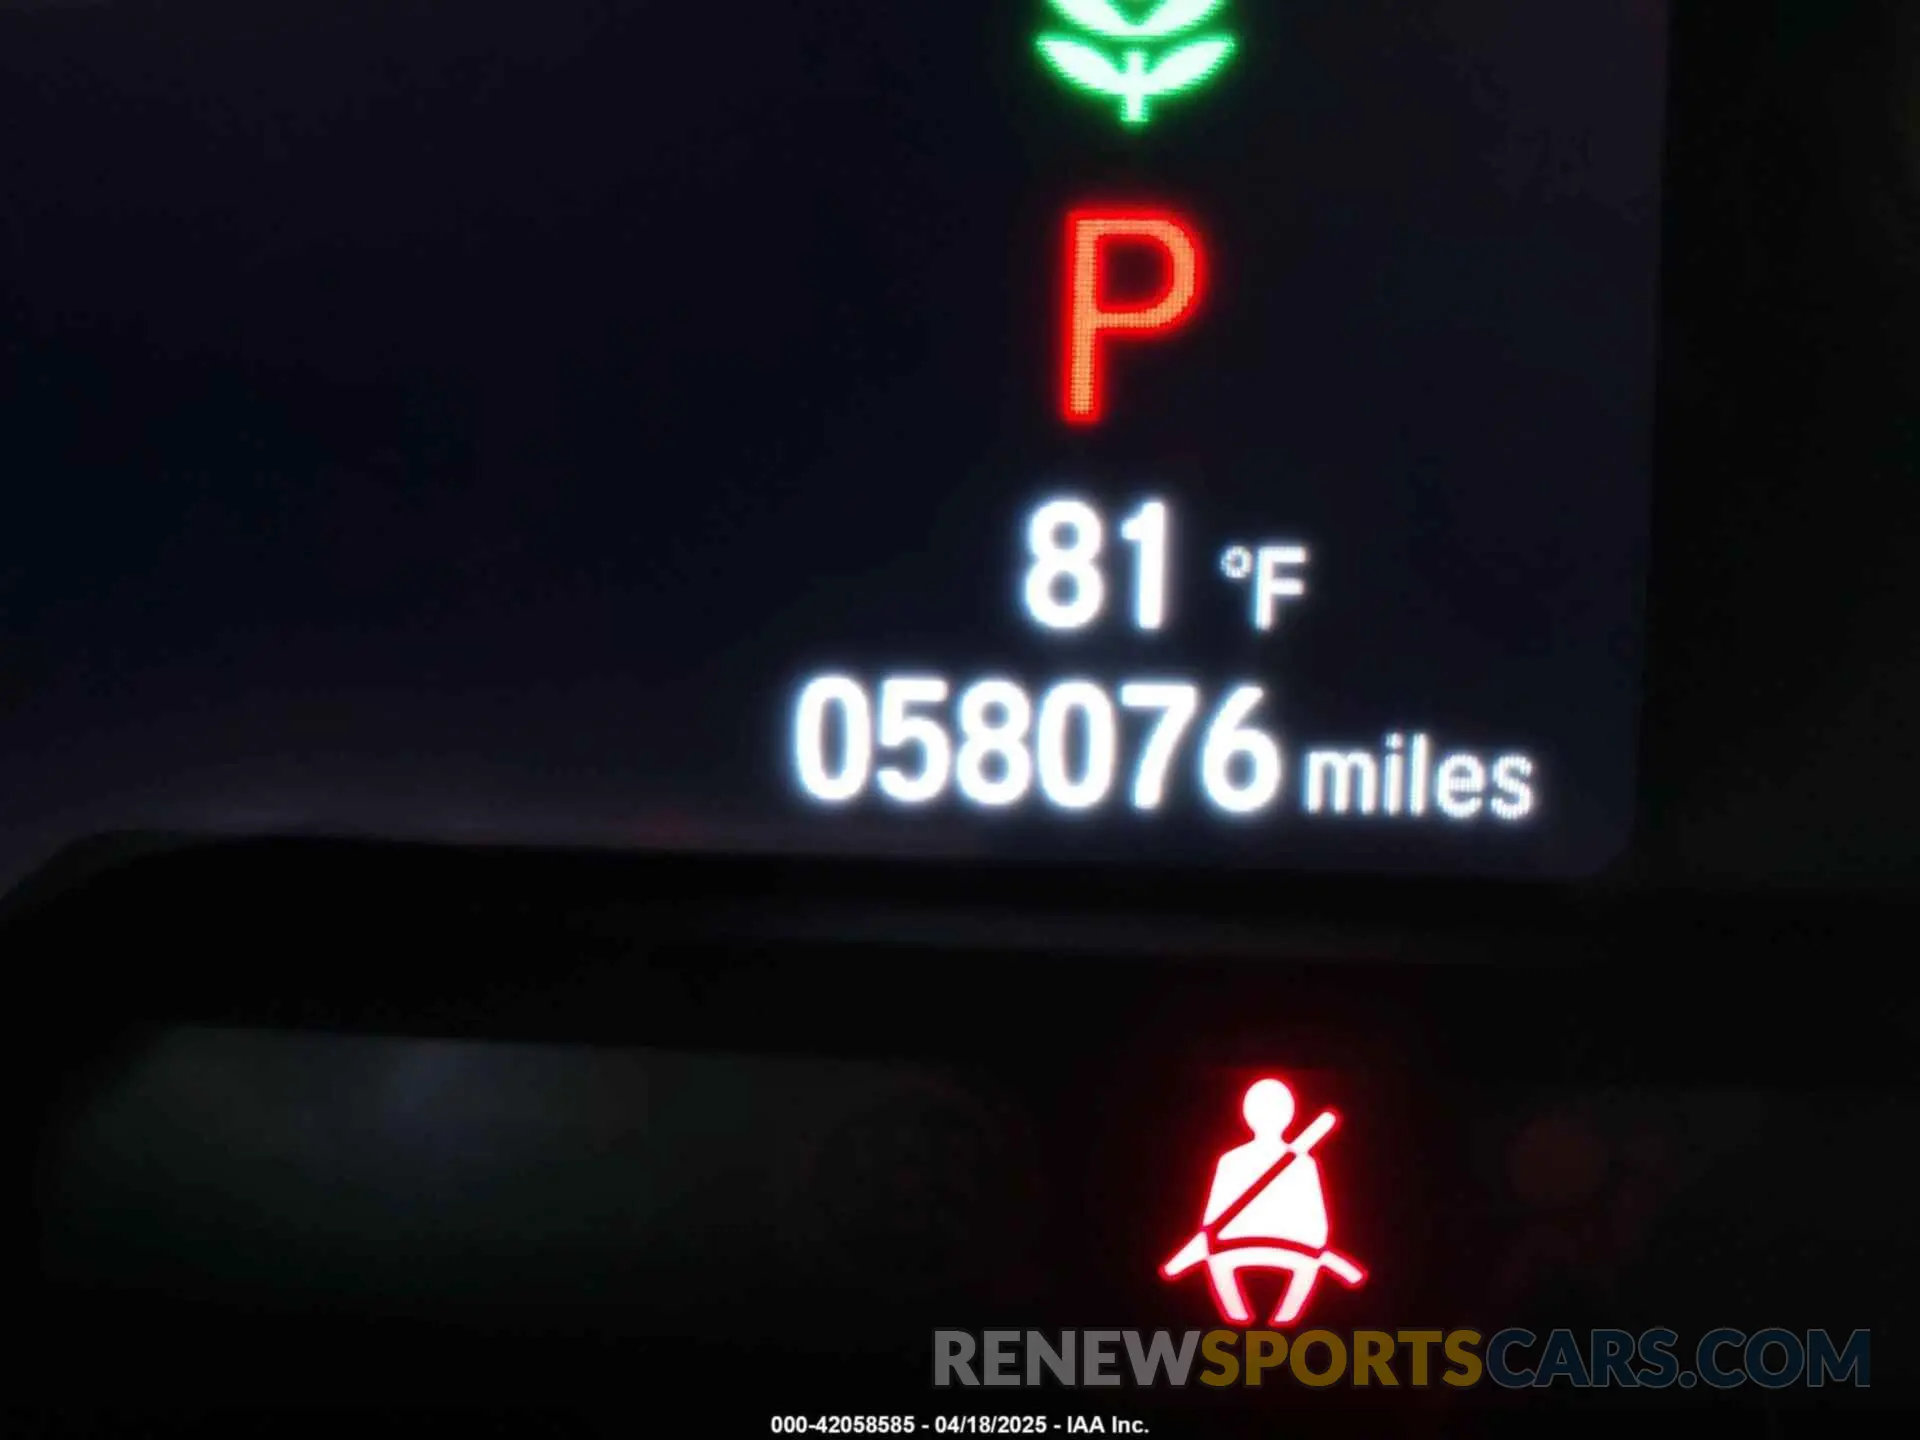 P
81 °F
058076 miles
RENEWSPORTSCARS.COM
000-42058585 - 04/18/2025 - IAA Inc.